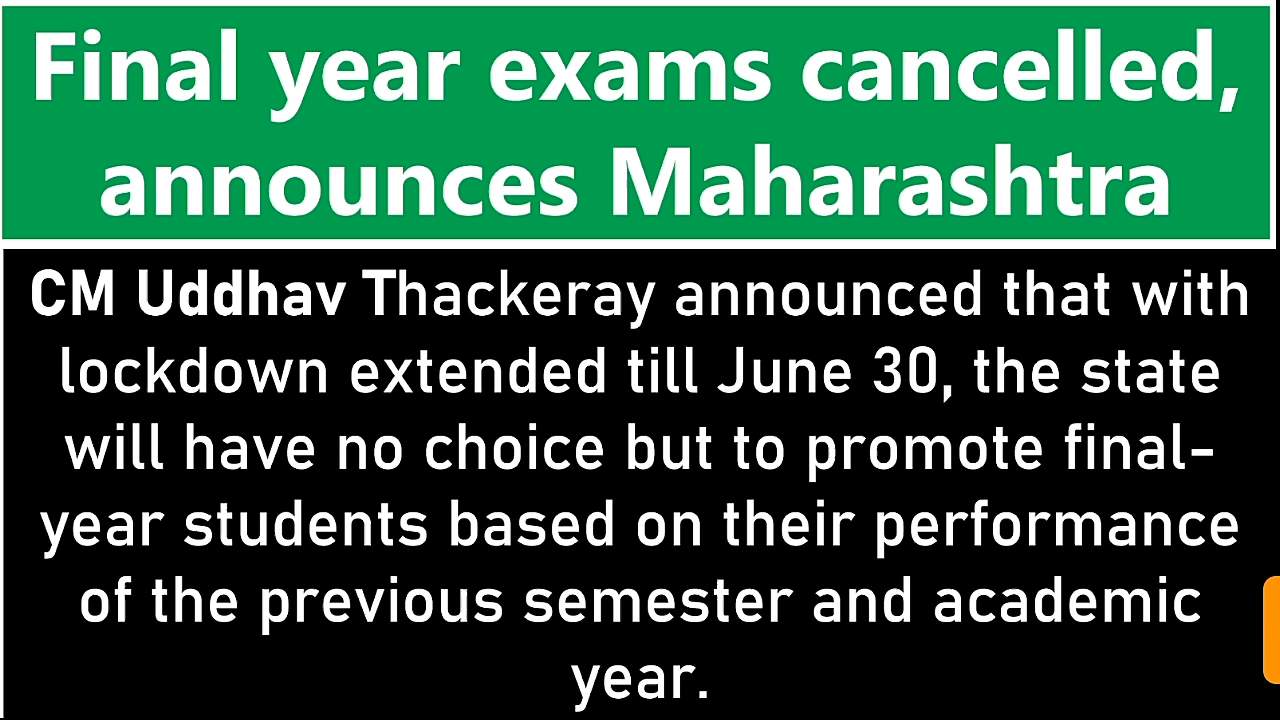 Final year exams cancelled,
announces Maharashtra
CM Uddhav Thackeray announced that with
lockdown extended till June 30, the state
will have no choice but to promote final-
year students based on their performance
of the previous semester and academic
year.